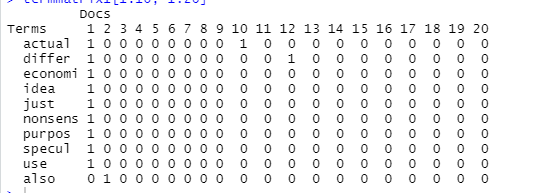 > termmatrix1[1:10, 1:20]
Docs
Terms 1 2 3 4 5 6 7 8 9 10 11 12 13 14 15 16 17 18 19 20
actual 1 0 0 0 0 0 0 0 0 1 0 0 0 0 0 0 0 0 0 0
differ 1 0 0 0 0 0 0 0 0 0 0 1 0 0 0 0 0 0 0 0
economi 1 0 0 0 0 0 0 0 0 0 0 0 0 0 0 0 0 0 0 0
idea 1 0 0 0 0 0 0 0 0 0 0 0 0 0 0 0 0 0 0 0
just 1 0 0 0 0 0 0 0 0 0 0 0 0 0 0 0 0 0 0 0
nonsens 1 0 0 0 0 0 0 0 0 0 0 0 0 0 0 0 0 0 0 0
purpos 1 0 0 0 0 0 0 0 0 0 0 0 0 0 0 0 0 0 0 0
specul 1 0 0 0 0 0 0 0 0 0 0 0 0 0 0 0 0 0 0 0
use 1 0 0 0 0 0 0 0 0 0 0 0 0 0 0 0 0 0 0 0
also 0 1 0 0 0 0 0 0 0 0 0 0 0 0 0 0 0 0 0 0
>